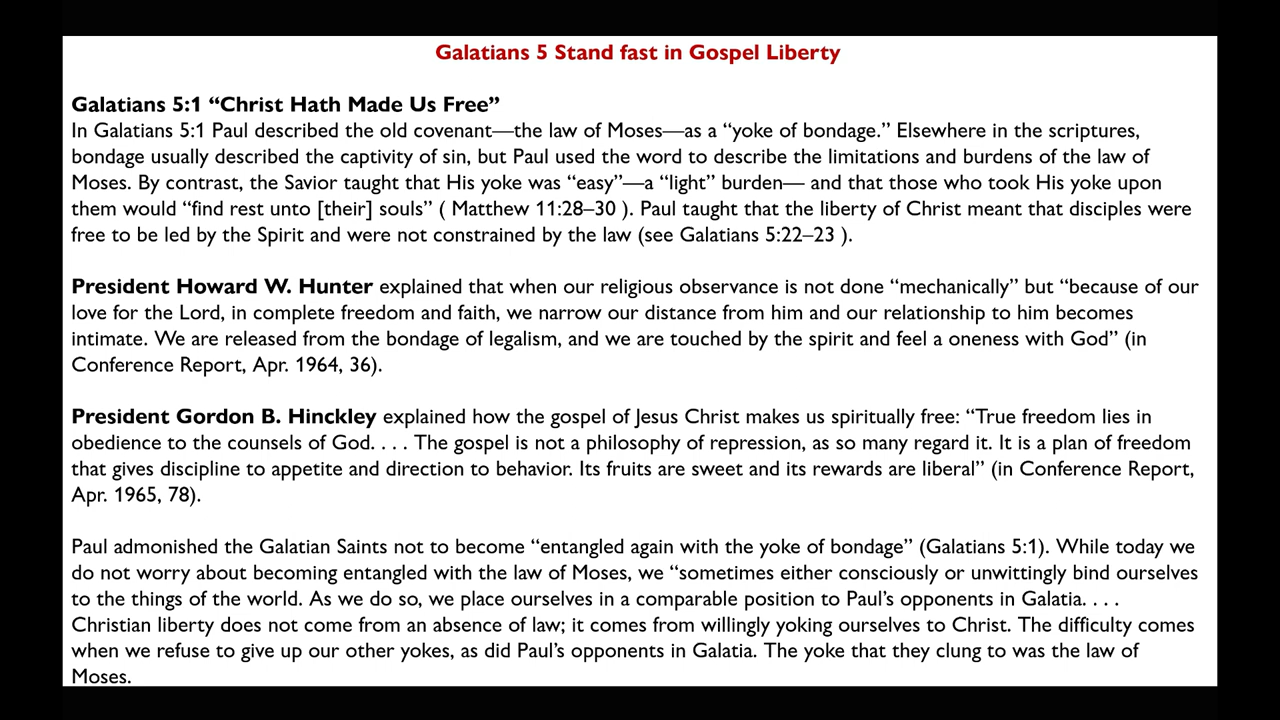 Galatians 5 Stand fast in Gospel Liberty
Galatians 5:1 “Christ Hath Made Us Free”
In Galatians 5:1 Paul described the old covenant—the law of Moses—as a “yoke of bondage.” Elsewhere in the scriptures,
bondage usually described the captivity of sin, but Paul used the word to describe the limitations and burdens of the law of
Moses. By contrast, the Savior taught that His yoke was “easy”—a “light” burden— and that those who took His yoke upon
them would “find rest unto [their] souls” ( Matthew 11:28–30 ). Paul taught that the liberty of Christ meant that disciples were
free to be led by the Spirit and were not constrained by the law (see Galatians 5:22–23 ).
President Howard W. Hunter explained that when our religious observance is not done “mechanically” but “because of our
love for the Lord, in complete freedom and faith, we narrow our distance from him and our relationship to him becomes
intimate. We are released from the bondage of legalism, and we are touched by the spirit and feel a oneness with God” (in
Conference Report, Apr. 1964, 36).
President Gordon B. Hinckley explained how the gospel of Jesus Christ makes us spiritually free: “True freedom lies in
obedience to the counsels of God. . . . The gospel is not a philosophy of repression, as so many regard it. It is a plan of freedom
that gives discipline to appetite and direction to behavior. Its fruits are sweet and its rewards are liberal” (in Conference Report,
Apr. 1965, 78).
Paul admonished the Galatian Saints not to become “entangled again with the yoke of bondage” (Galatians 5:1). While today we
do not worry about becoming entangled with the law of Moses, we “sometimes either consciously or unwittingly bind ourselves
to the things of the world. As we do so, we place ourselves in a comparable position to Paul’s opponents in Galatia. . . .
Christian liberty does not come from an absence of law; it comes from willingly yoking ourselves to Christ. The difficulty comes
when we refuse to give up our other yokes, as did Paul’s opponents in Galatia. The yoke that they clung to was the law of
Moses.